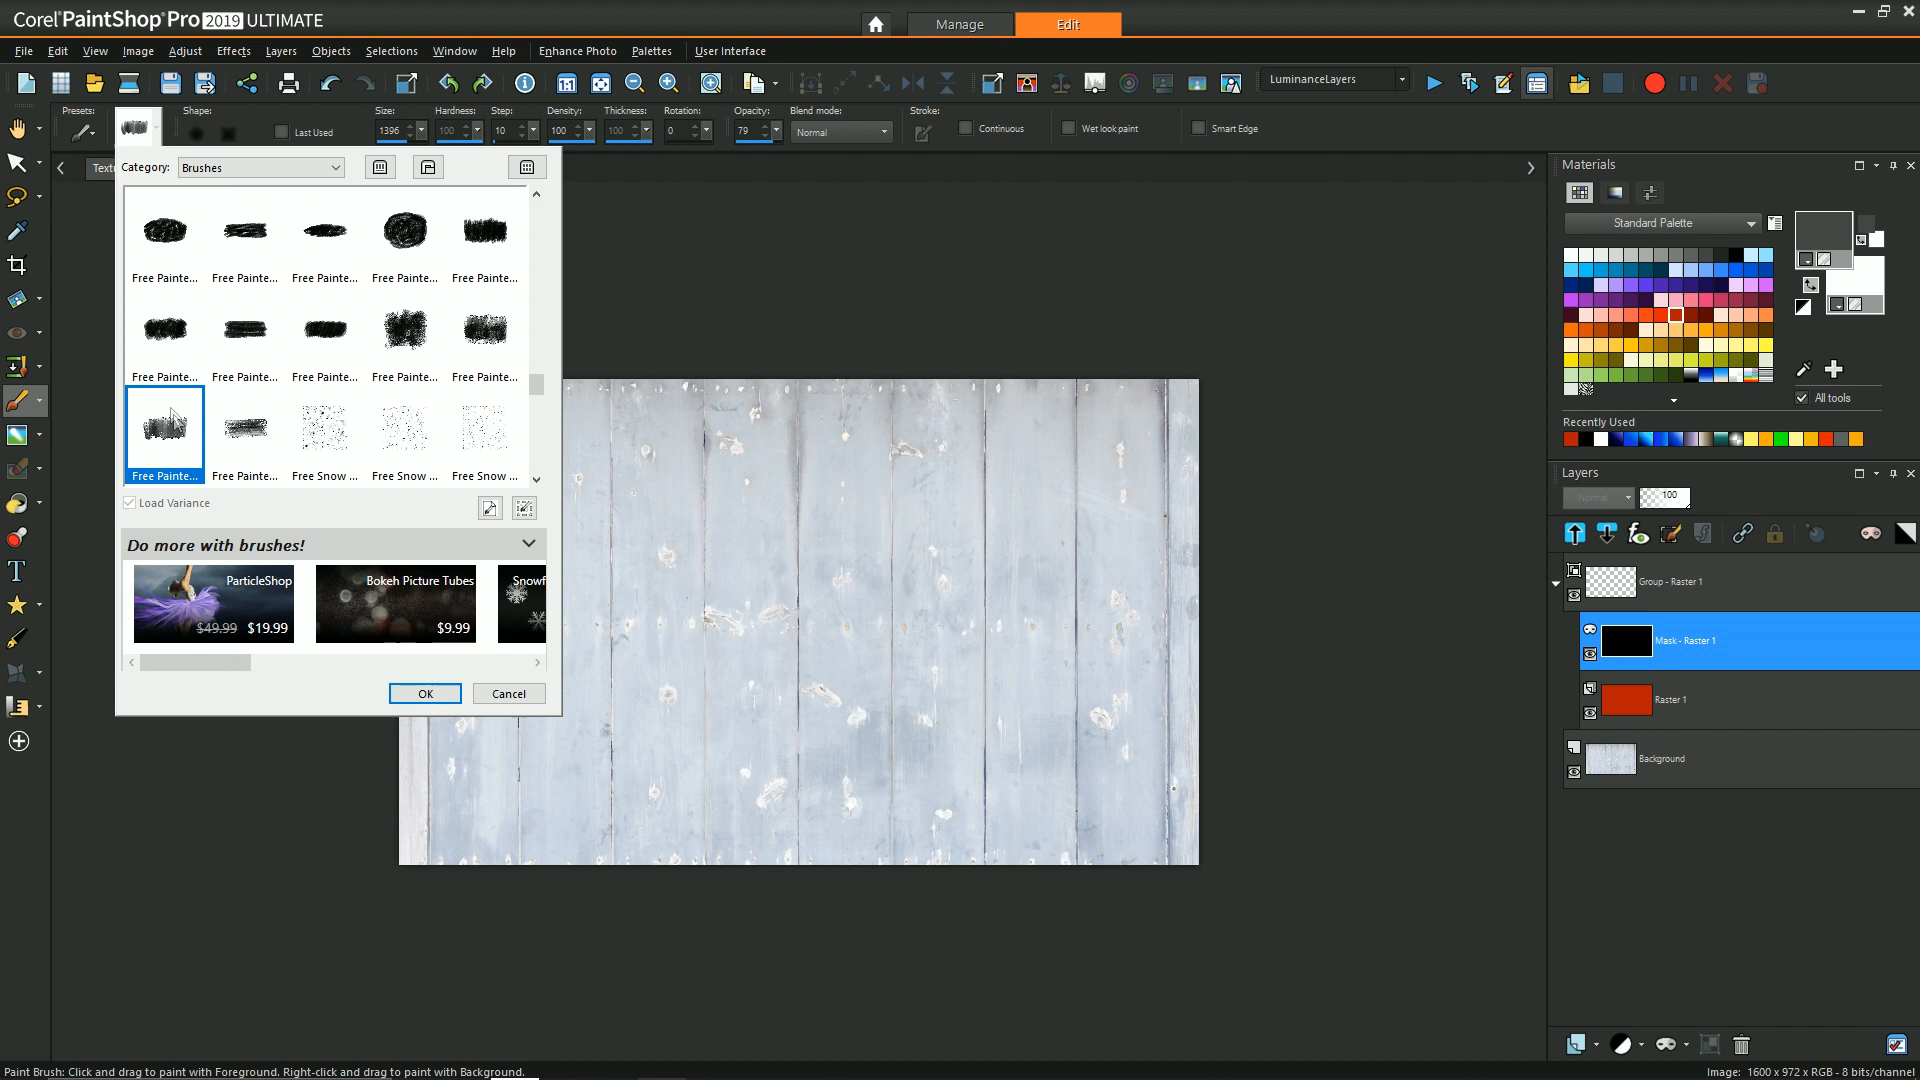 Corel PaintShop Pro 2019 ULTIMATE
Manage
Edit
File Edit View Image Adjust Effects Layers Objects Selections Window Help Enhance Photo Palettes User Interface
LuminanceLayers
Presets:
Shape:
Last Used
Size:
1396
Hardness:
100
Step:
10
Density:
100
Thickness:
100
Rotation:
0
Opacity:
79
Blend mode:
Normal
Stroke:
Continuous
Wet look paint
Smart Edge
Category: Brushes
Free Painte... Free Painte... Free Painte... Free Painte... Free Painte...
Free Painte... Free Painte... Free Painte... Free Painte... Free Painte...
Free Painte... Free Painte... Free Snow ... Free Snow ... Free Snow ...
Load Variance
Do more with brushes!
ParticleShop
$49.99 $19.99
Bokeh Picture Tubes
$9.99
Snowf
OK
Cancel
Materials
Standard Palette
All tools
Recently Used
Layers
Normal
100
Group - Raster 1
Mask - Raster 1
Raster 1
Background
Paint Brush: Click and drag to paint with Foreground. Right-click and drag to paint with Background.
Image: 1600 x 972 x RGB - 8 bits/channel